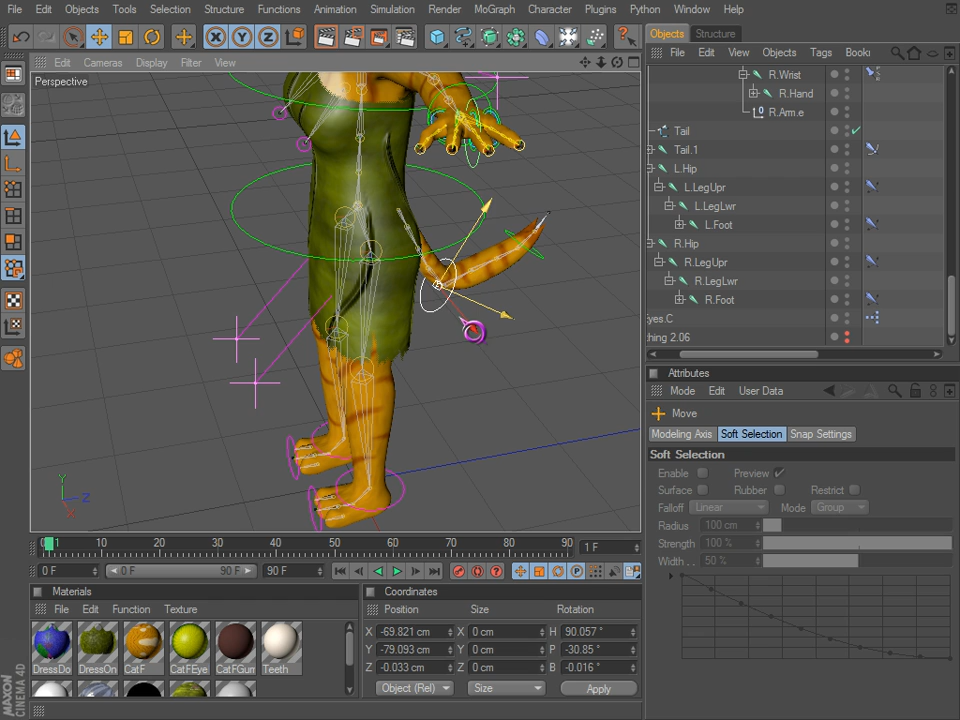 File Edit Objects Tools Selection Structure Functions Animation Simulation Render MoGraph Character Plugins Python Window Help
X Y Z
Objects Structure
File Edit View Objects Tags Book
Edit Cameras Display Filter View
Perspective
R.Wrist
R.Hand
R.Arm.e
Tail
Tail.1
L.Hip
L.LegUpr
L.LegLwr
L.Foot
R.Hip
R.LegUpr
R.LegLwr
R.Foot
Eyes.C
thing 2.06
Attributes
Mode Edit User Data
Move
Modeling Axis Soft Selection Snap Settings
Soft Selection
Enable Preview
Surface Rubber Restrict
Falloff Linear Mode Group
Radius 100 cm
Strength 100 %
Width . . 50 %
Y
Z
X
0 1 10 20 30 40 50 60 70 80 90 1 F
0 F 0 F 90 F 90 F
Materials
File Edit Function Texture
DressDo DressOn CatF CatFEye CatFGum Teeth
Coordinates
Position Size Rotation
X -69.821 cm X 0 cm H 90.057 °
Y -79.093 cm Y 0 cm P -30.85 °
Z -0.033 cm Z 0 cm B -0.016 °
Object (Rel) Size Apply
MAXON
CINEMA 4D